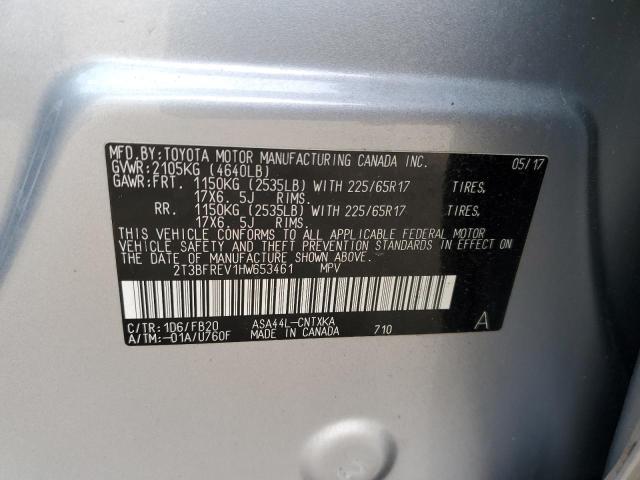 MFD.BY:TOYOTA MOTOR MANUFACTURING CANADA INC. 05/17
GVWR:2105KG (4640LB)
GAWR:FRT. 1150KG (2535LB) WITH 225/65R17 TIRES,
17X6.5J RIMS.
RR. 1150KG (2535LB) WITH 225/65R17 TIRES,
17X6.5J RIMS.
THIS VEHICLE CONFORMS TO ALL APPLICABLE FEDERAL MOTOR
VEHICLE SAFETY AND THEFT PREVENTION STANDARDS IN EFFECT ON
THE DATE OF MANUFACTURE SHOWN ABOVE.
2T3BFREV1HW653461 MPV
C/TR:1D6/FB20 ASA44L-CNTXKA A
A/TM:-01A/U760F MADE IN CANADA 710